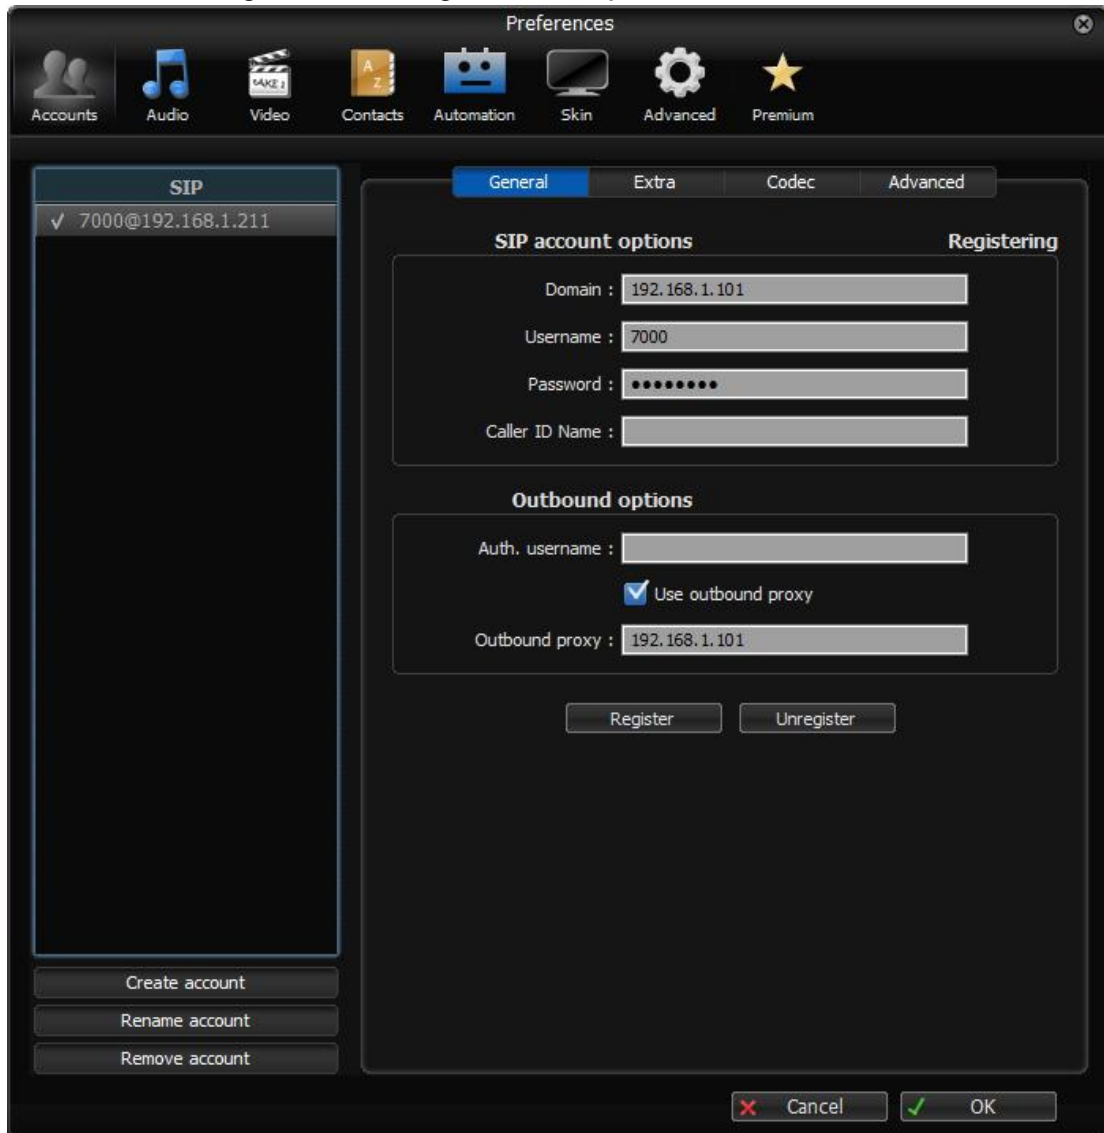 Preferences
Accounts Audio Video Contacts Automation Skin Advanced Premium
SIP
✓ 7000@192.168.1.211
General Extra Codec Advanced
SIP account options Registering
Domain : 192.168.1.101
Username : 7000
Password : ●●●●●●●●
Caller ID Name :
Outbound options
Auth. username :
Use outbound proxy
Outbound proxy : 192.168.1.101
Register Unregister
Create account
Rename account
Remove account
Cancel OK